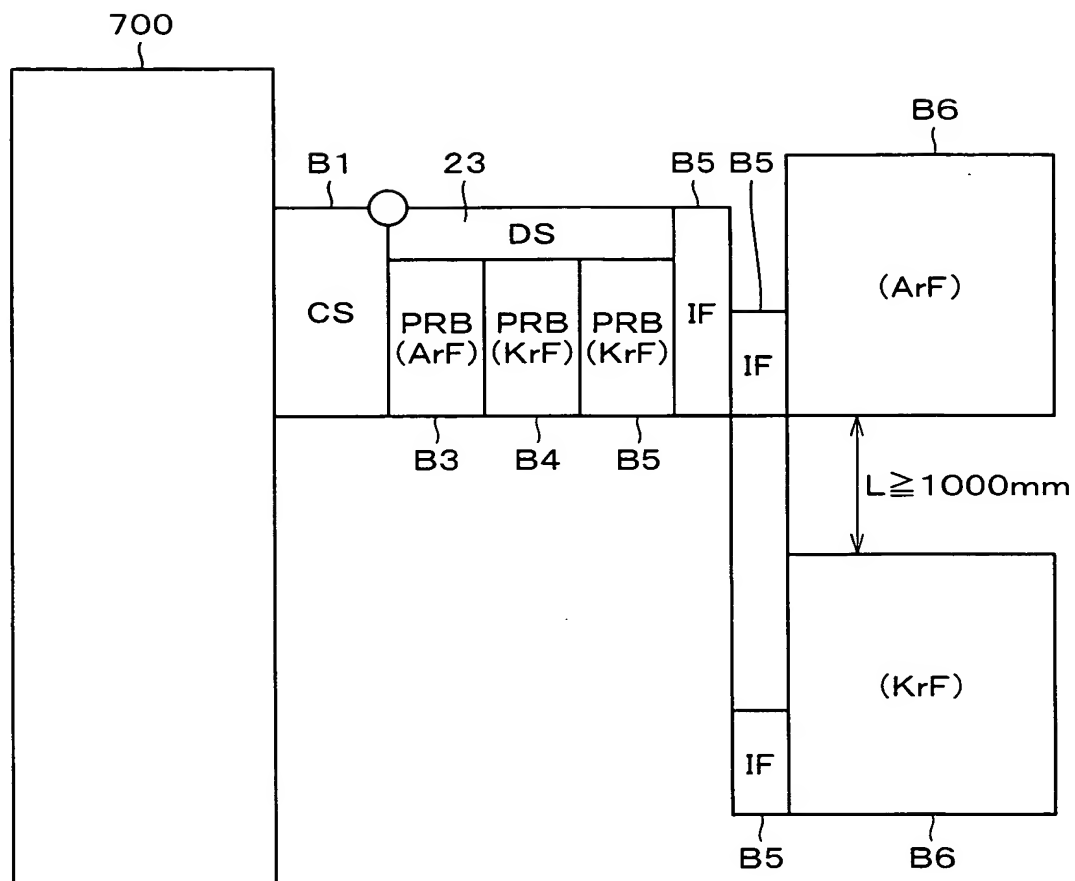 700
B6
B1
23
B5
B5
DS
CS
PRB
(ArF)
PRB
(KrF)
PRB
(KrF)
IF
IF
(ArF)
B3
B4
B5
L≧1000mm
(KrF)
IF
B5
B6